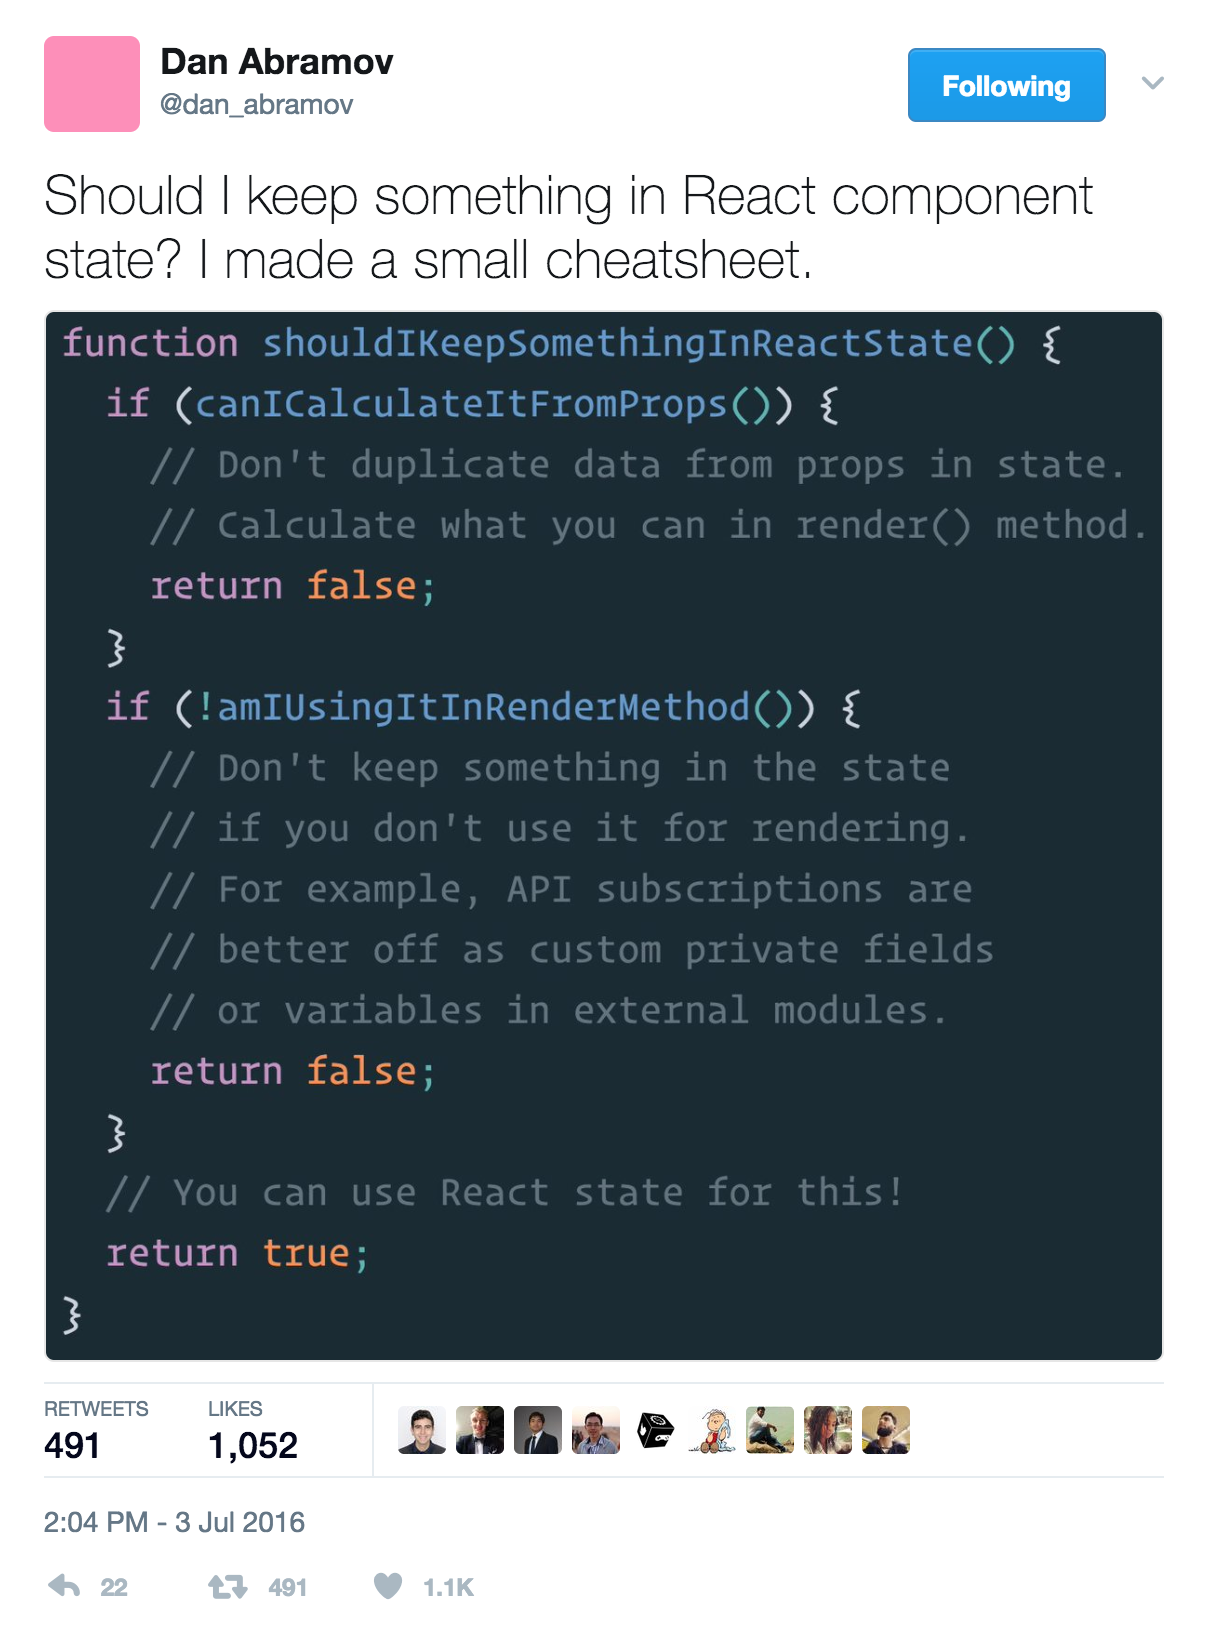 Dan Abramov
@dan_abramov
Following
Should I keep something in React component
state? I made a small cheatsheet.
function shouldIKeepSomethingInReactState() {
  if (canICalculateItFromProps()) {
    // Don't duplicate data from props in state.
    // Calculate what you can in render() method.
    return false;
  }
  if (!amIUsingItInRenderMethod()) {
    // Don't keep something in the state
    // if you don't use it for rendering.
    // For example, API subscriptions are
    // better off as custom private fields
    // or variables in external modules.
    return false;
  }
  // You can use React state for this!
  return true;
}
RETWEETS LIKES
491 1,052
2:04 PM - 3 Jul 2016
22 491 1.1K